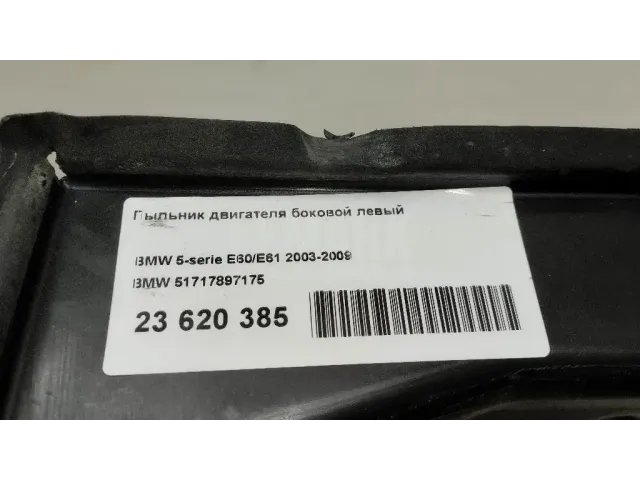 Пыльник двигателя боковой левый
BMW 5-serie E60/E61 2003-2009
BMW 51717897175
23 620 385